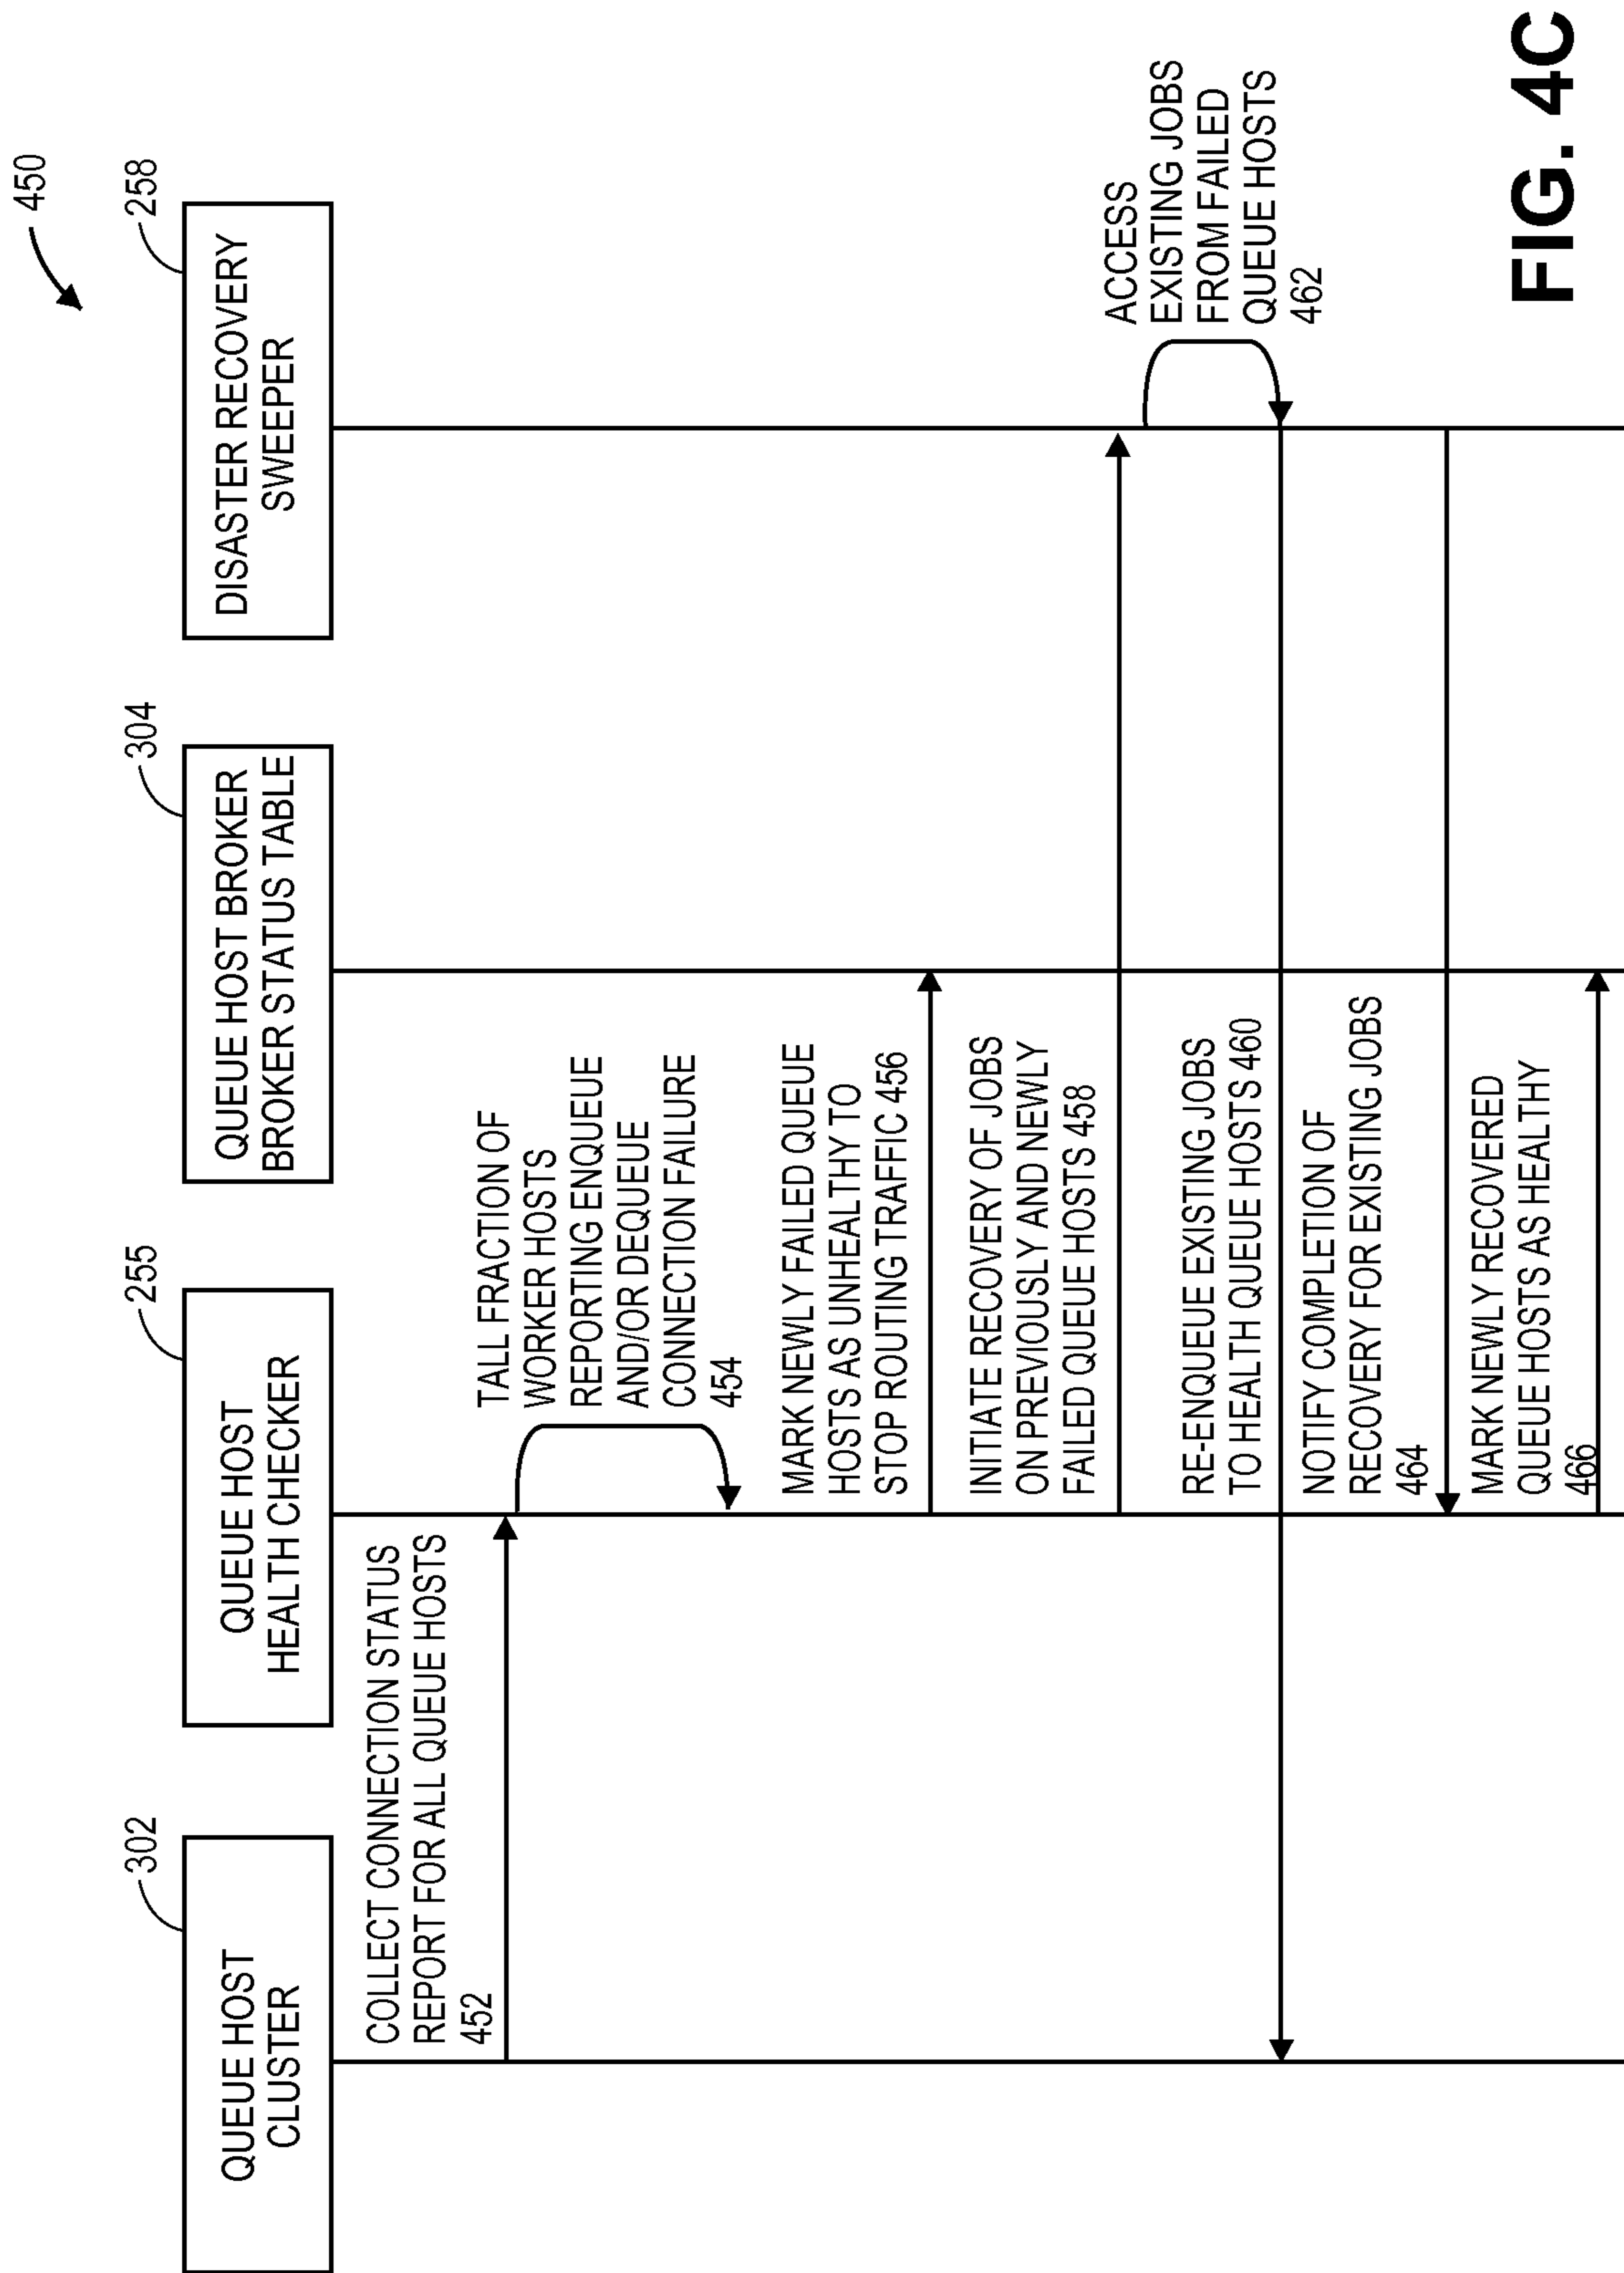 450
302
QUEUE HOST
CLUSTER
255
QUEUE HOST
HEALTH CHECKER
304
QUEUE HOST BROKER
BROKER STATUS TABLE
258
DISASTER RECOVERY
SWEEPER
COLLECT CONNECTION STATUS
REPORT FOR ALL QUEUE HOSTS
452
TALL FRACTION OF
WORKER HOSTS
REPORTING ENQUEUE
AND/OR DEQUEUE
CONNECTION FAILURE
454
MARK NEWLY FAILED QUEUE
HOSTS AS UNHEALTHY TO
STOP ROUTING TRAFFIC 456
INITIATE RECOVERY OF JOBS
ON PREVIOUSLY AND NEWLY
FAILED QUEUE HOSTS 458
ACCESS
EXISTING JOBS
FROM FAILED
QUEUE HOSTS
462
RE-ENQUEUE EXISTING JOBS
TO HEALTH QUEUE HOSTS 460
NOTIFY COMPLETION OF
RECOVERY FOR EXISTING JOBS
464
MARK NEWLY RECOVERED
QUEUE HOSTS AS HEALTHY
466
FIG. 4C